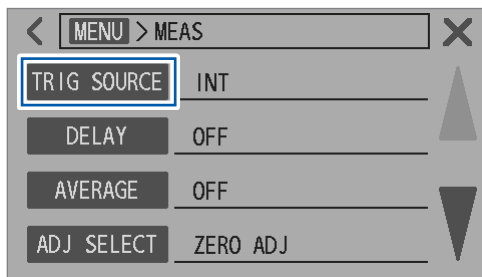 MENU > MEAS
TRIG SOURCE INT
DELAY OFF
AVERAGE OFF
ADJ SELECT ZERO ADJ